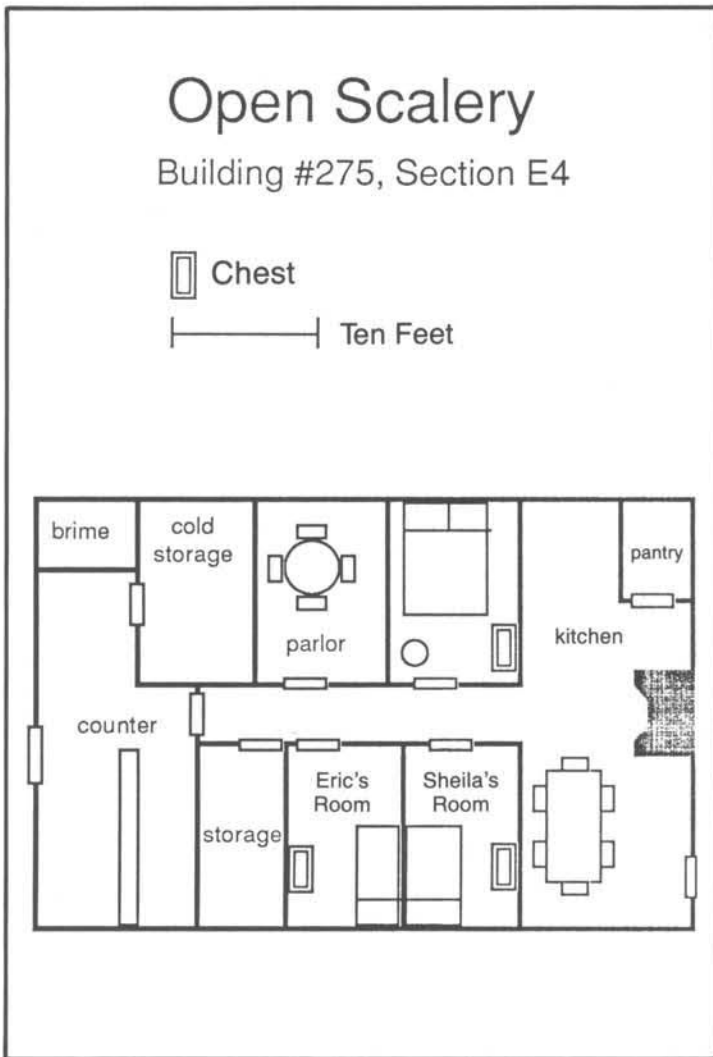 Open Scalery
Building #275, Section E4
Chest
Ten Feet
brime
cold
storage
pantry
parlor
kitchen
counter
Eric's
Room
Sheila's
Room
storage